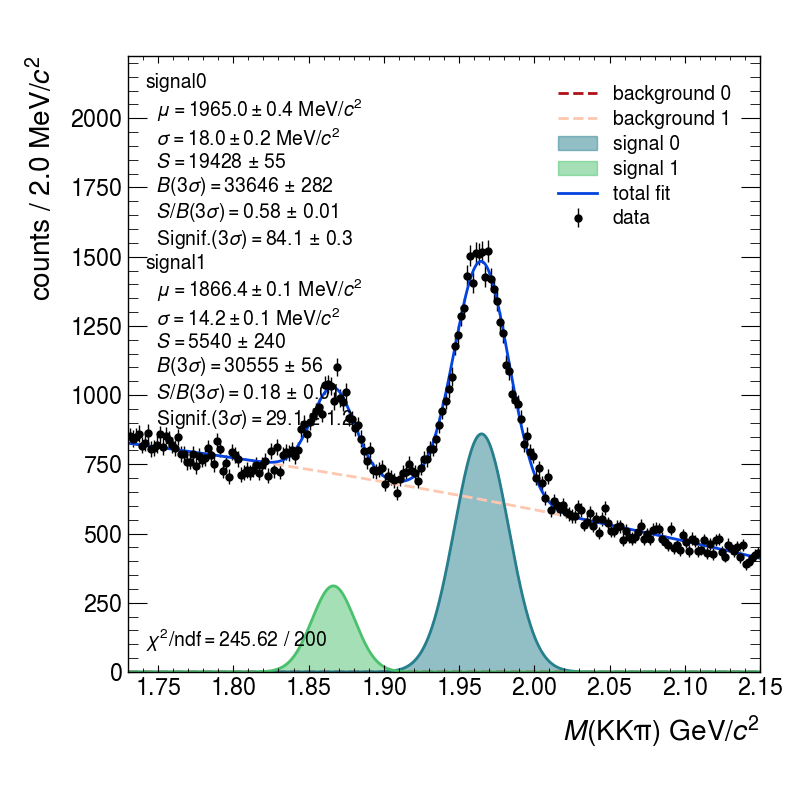 counts / 2.0 MeV/c²
signal0
μ = 1965.0 ± 0.4 MeV/c²
σ = 18.0 ± 0.2 MeV/c²
S = 19428 ± 55
B(3σ) = 33646 ± 282
S/B(3σ) = 0.58 ± 0.01
Signif.(3σ) = 84.1 ± 0.3
signal1
μ = 1866.4 ± 0.1 MeV/c²
σ = 14.2 ± 0.1 MeV/c²
S = 5540 ± 240
B(3σ) = 30555 ± 56
S/B(3σ) = 0.18 ± 0.0
Signif.(3σ) = 29.1 ± 1.2
background 0
background 1
signal 0
signal 1
total fit
data
χ²/ndf = 245.62 / 200
2000
1750
1500
1250
1000
750
500
250
0
1.75 1.80 1.85 1.90 1.95 2.00 2.05 2.10 2.15
M(KKπ) GeV/c²